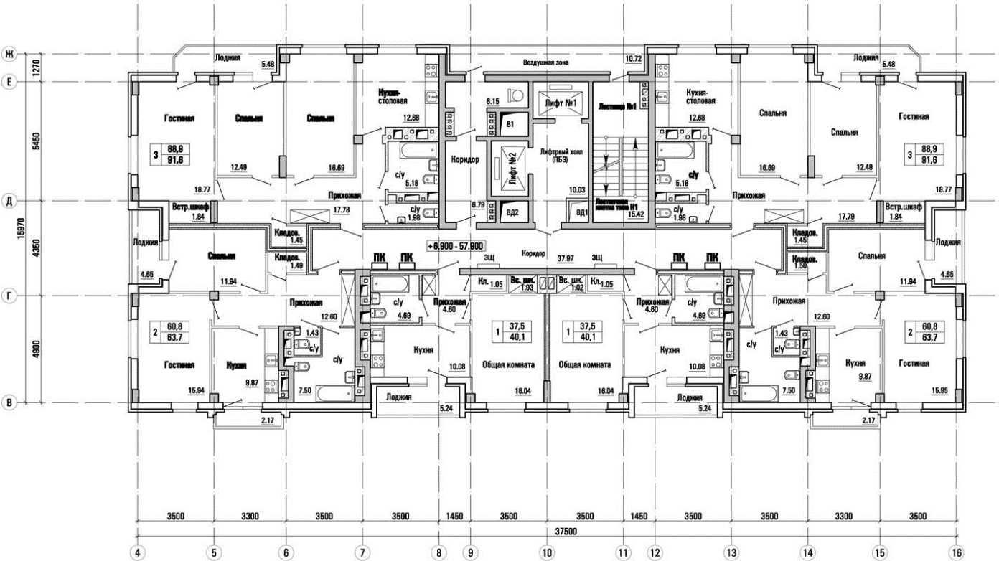 Ж
Лоджия
5.48
Воздушная зона
10.72
Лоджия
5.48
1270
Е
Гостиная
Спальня
Спальня
Кухня-
столовая
12.68
6.15
Лифт №1
Лестница №1
Кухня-
столовая
12.68
Спальня
Спальня
Гостиная
В1
5450
3
88,9
91,6
12.49
16.69
с/у
5.18
Коридор
Лифт №2
Лифтрвый холл
(ПБЗ)
с/у
5.18
16.69
12.49
3
88,9
91,6
18.77
Прихожая
10.03
Прихожая
18.77
Д
Встр.шкаф
1.84
17.78
с/у
1.98
6.79
ВД2
ВД1
Лестничная
клетка типа Н1
15.42
с/у
1.98
17.79
Встр.шкаф
1.84
15970
4350
Лоджия
Спальня
Кладов.
1.45
Кладов.
1.49
+ 6.900 - 57.900
ПК
ПК
ЭЩ
Коридор
37.97
ЭЩ
ПК
ПК
Кладов.
1.45
Кладов.
1.50
Спальня
Лоджия
4.65
11.94
Кл.
1.05
Вс. шк.
1.03
Вс. шк.
1.02
Кл.
1.05
11.94
4.65
Г
Прихожая
12.60
с/у
4.69
Прихожая
4.60
Прихожая
4.60
с/у
4.69
Прихожая
12.60
4900
2
60,8
63,7
1.43
с/у
1
37,5
40,1
1
37,5
40,1
1.43
с/у
2
60,8
63,7
Гостиная
Кухня
с/у
Кухня
Общая комната
Общая комната
Кухня
с/у
Кухня
Гостиная
15.94
9.87
7.50
10.08
16.04
16.04
10.08
7.50
9.87
15.95
В
Лоджия
5.24
Лоджия
5.24
2.17
2.17
3500
3300
3500
3500
1450
3500
3500
1450
3500
3500
3300
3500
37500
4
5
6
7
8
9
10
11
12
13
14
15
16